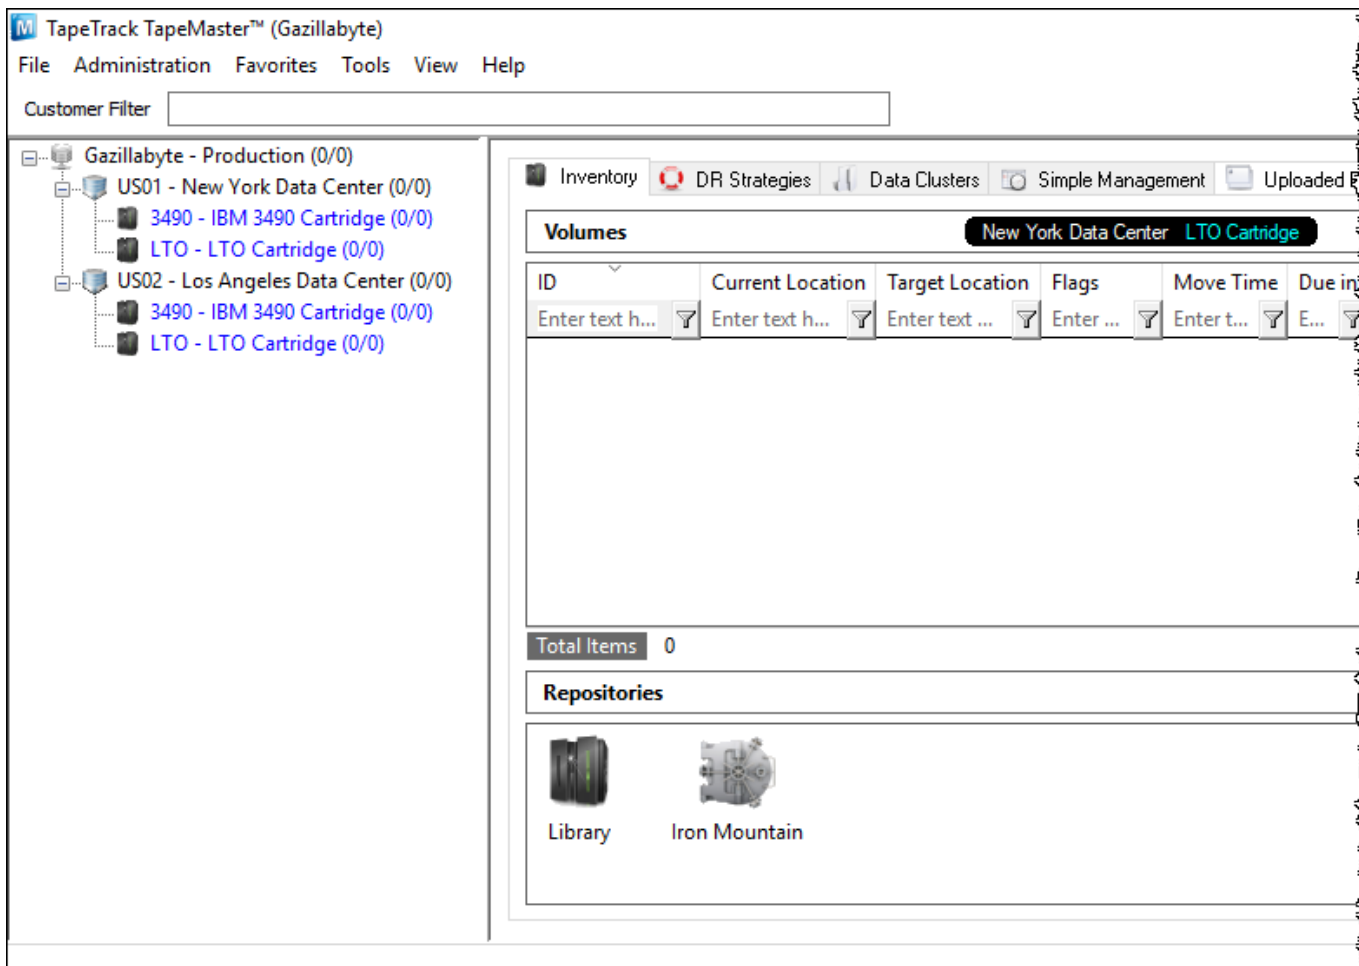 TapeTrack TapeMaster™ (Gazillabyte)
File Administration Favorites Tools View Help
Customer Filter
Gazillabyte - Production (0/0)
US01 - New York Data Center (0/0)
3490 - IBM 3490 Cartridge (0/0)
LTO - LTO Cartridge (0/0)
US02 - Los Angeles Data Center (0/0)
3490 - IBM 3490 Cartridge (0/0)
LTO - LTO Cartridge (0/0)
Inventory DR Strategies Data Clusters Simple Management Uploaded
Volumes New York Data Center LTO Cartridge
ID Current Location Target Location Flags Move Time Due in
Enter text h... Enter text h... Enter text ... Enter ... Enter t... E...
Total Items 0
Repositories
Library Iron Mountain